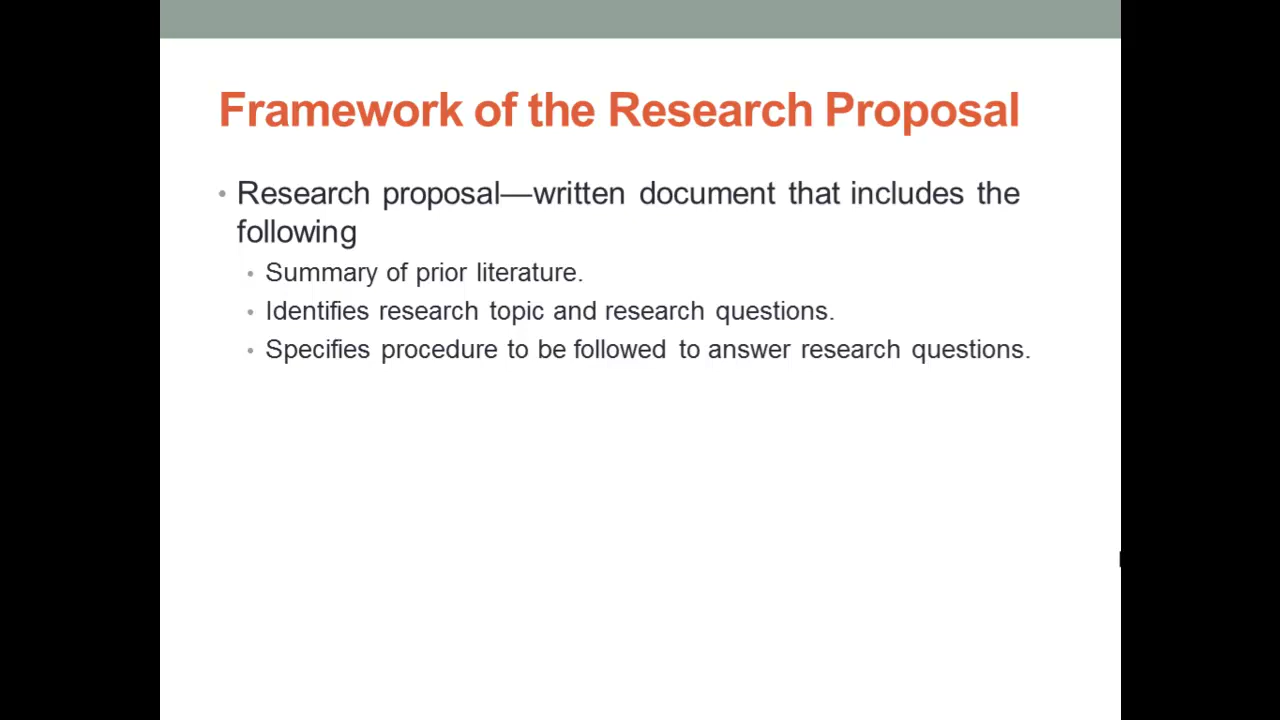 Framework of the Research Proposal
• Research proposal—written document that includes the
following
• Summary of prior literature.
• Identifies research topic and research questions.
• Specifies procedure to be followed to answer research questions.